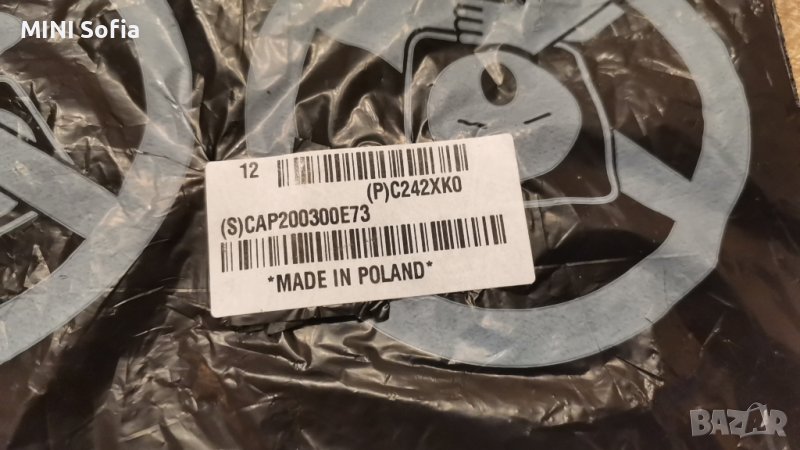 MINI Sofia
12
(P)C242XK0
(S)CAP200300E73
*MADE IN POLAND*
BAZAR